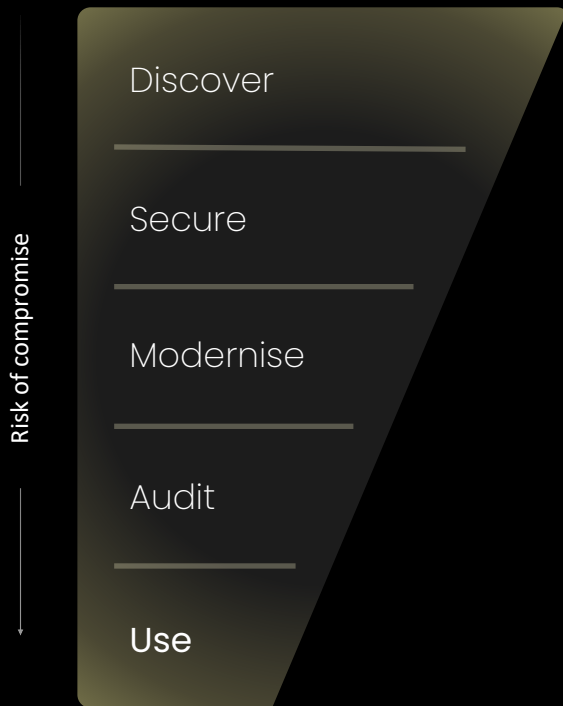 Discover
Secure
Risk of compromise
Modernise
Audit
Use